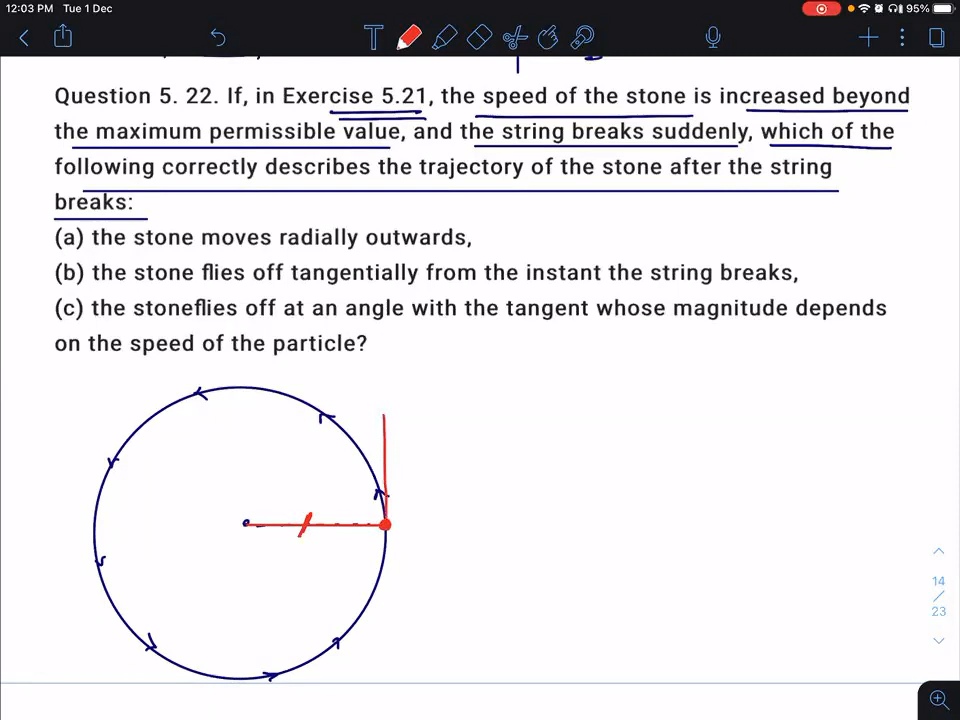 12:03 PM Tue 1 Dec 95%
Question 5. 22. If, in Exercise 5.21, the speed of the stone is increased beyond
the maximum permissible value, and the string breaks suddenly, which of the
following correctly describes the trajectory of the stone after the string
breaks:
(a) the stone moves radially outwards,
(b) the stone flies off tangentially from the instant the string breaks,
(c) the stoneflies off at an angle with the tangent whose magnitude depends
on the speed of the particle?
14
/
23